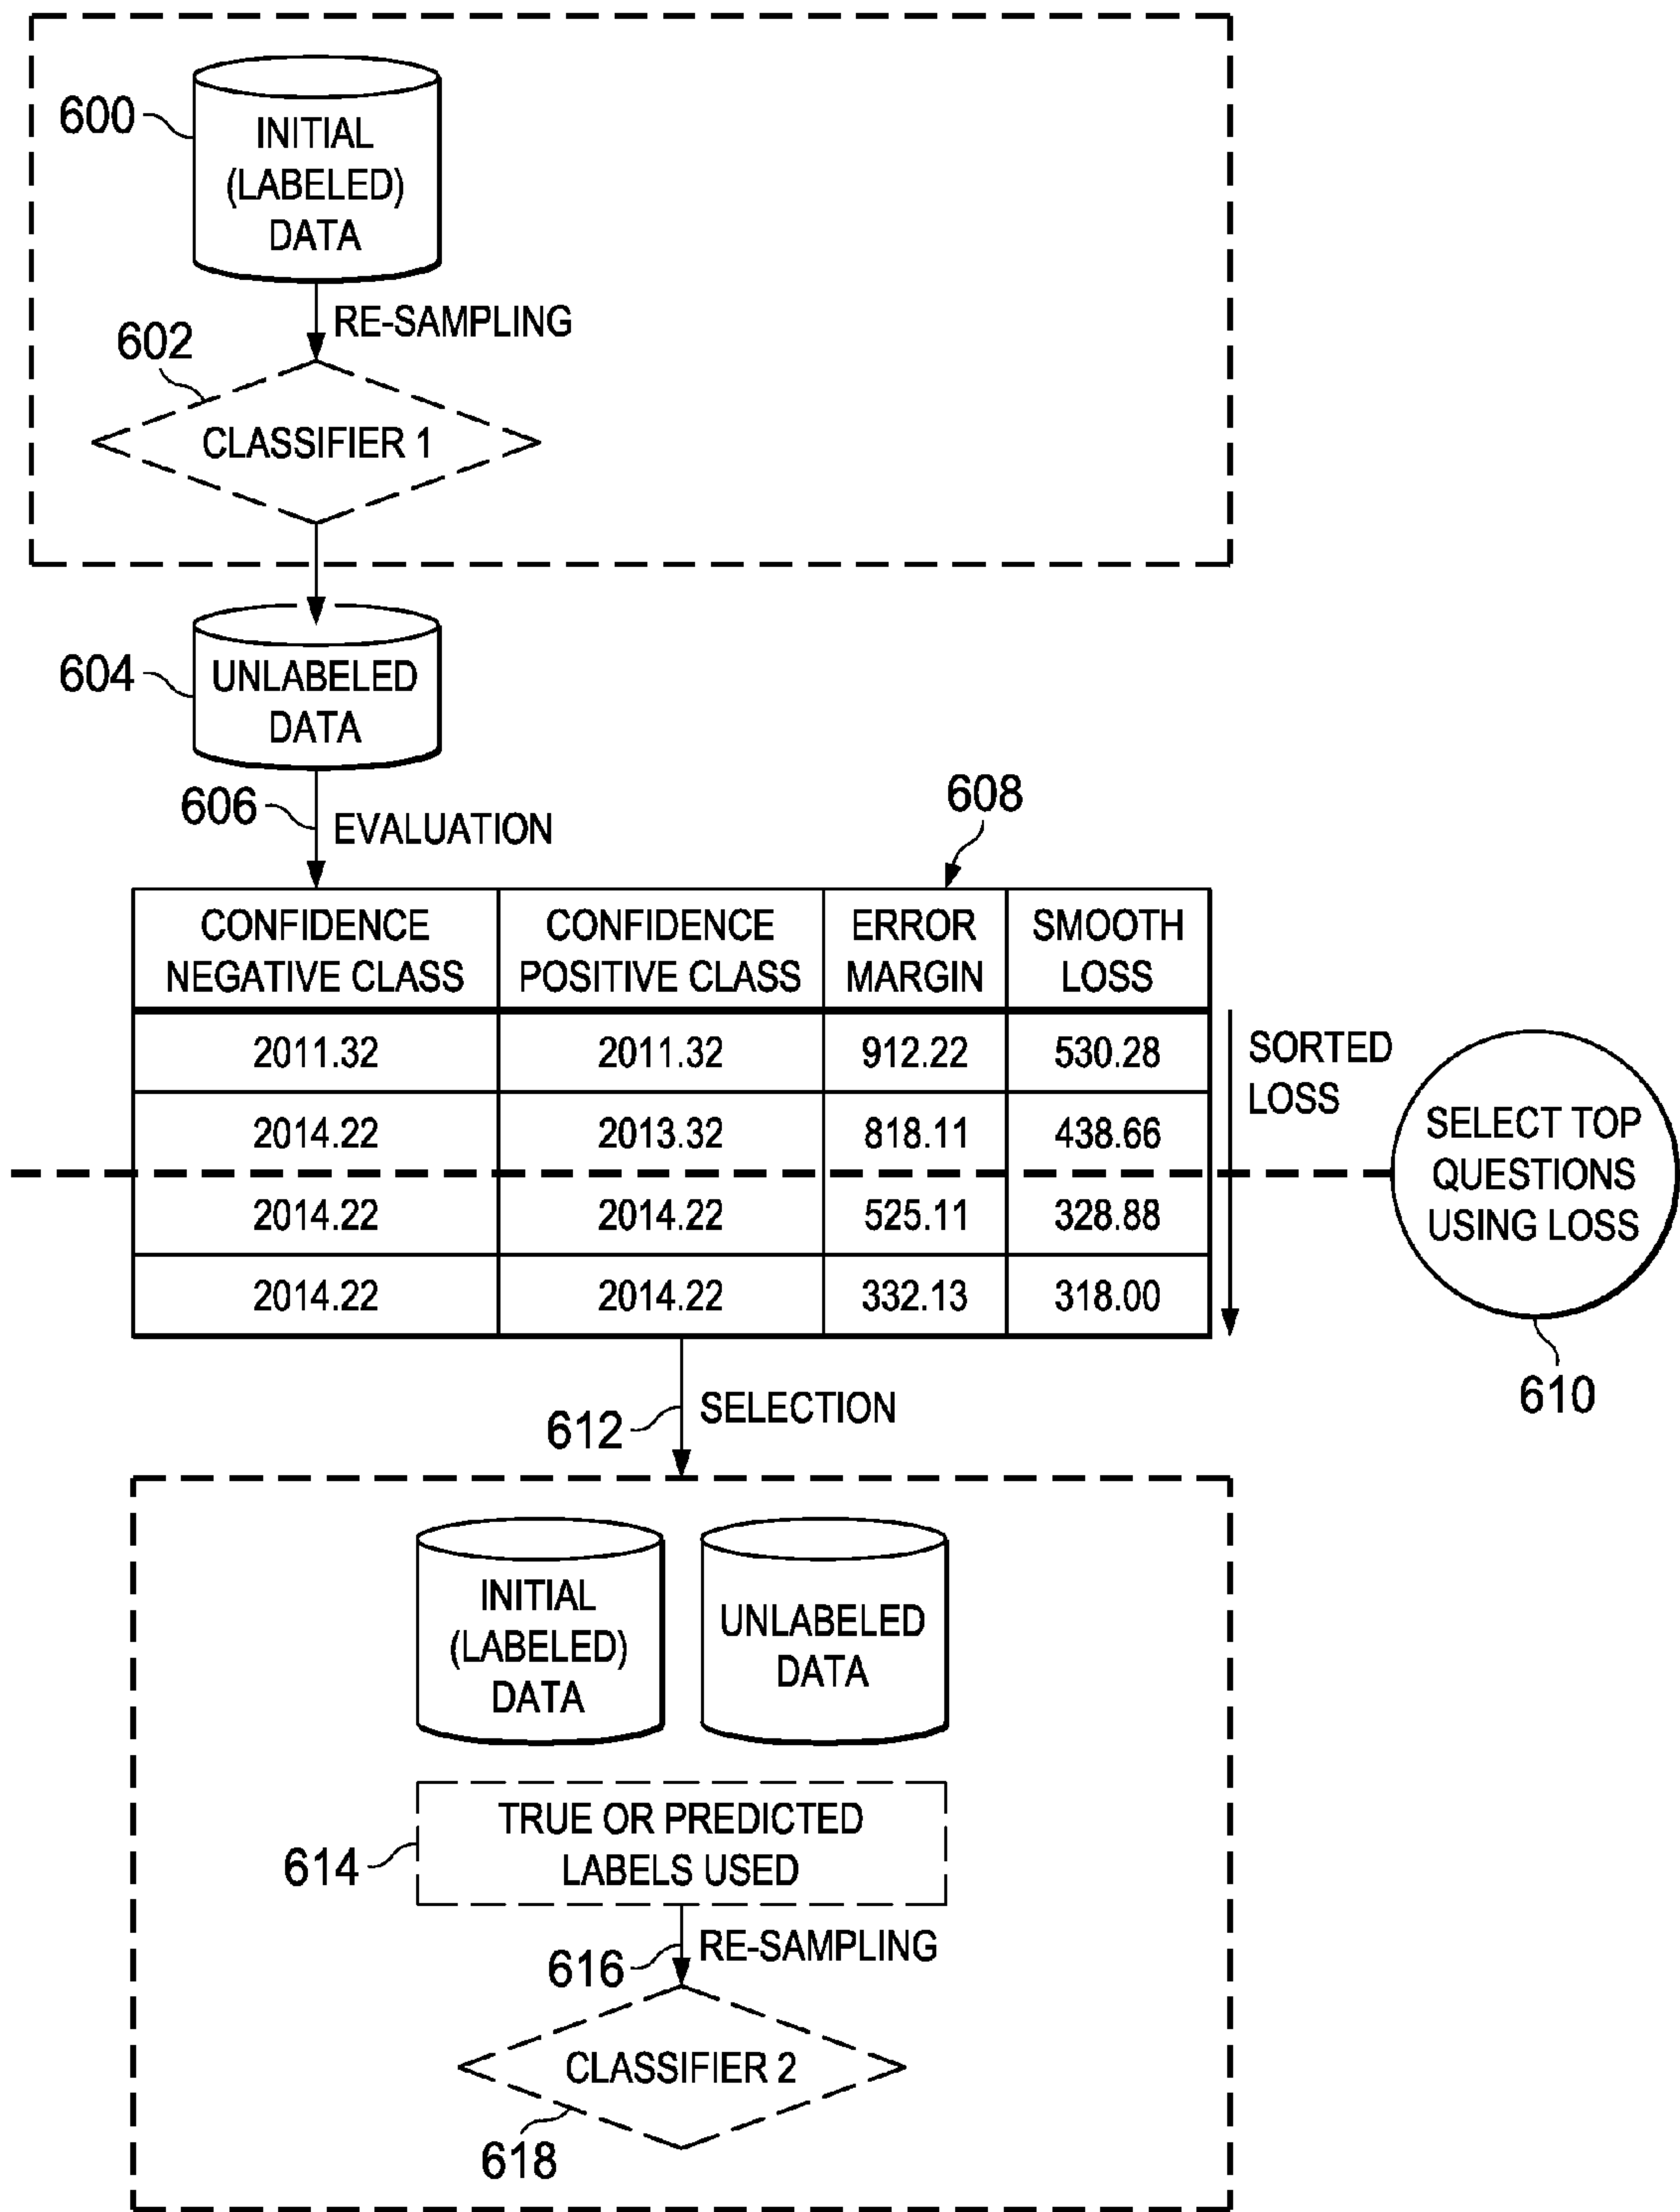 600
INITIAL
(LABELED)
DATA
RE-SAMPLING
602
CLASSIFIER 1
604
UNLABELED
DATA
606
EVALUATION
608
CONFIDENCE
NEGATIVE CLASS
CONFIDENCE
POSITIVE CLASS
ERROR
MARGIN
SMOOTH
LOSS
2011.32 2011.32 912.22 530.28
2014.22 2013.32 818.11 438.66
2014.22 2014.22 525.11 328.88
2014.22 2014.22 332.13 318.00
SORTED
LOSS
SELECT TOP
QUESTIONS
USING LOSS
610
612
SELECTION
INITIAL
(LABELED)
DATA
UNLABELED
DATA
614
TRUE OR PREDICTED
LABELS USED
616
RE-SAMPLING
CLASSIFIER 2
618